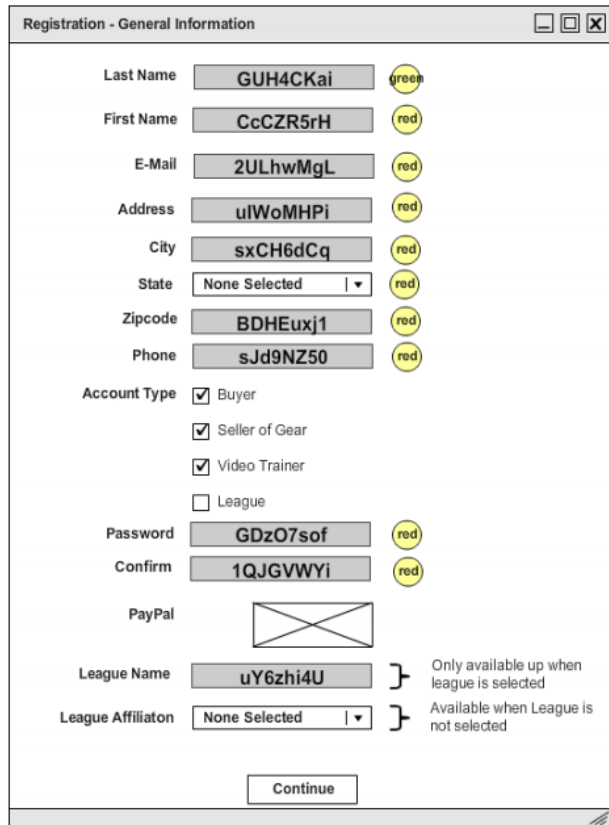 Registration - General Information
Last Name GUH4CKai green
First Name CcCZR5rH red
E-Mail 2ULhwMgL red
Address uIWoMHPi red
City sxCH6dCq red
State None Selected red
Zipcode BDHEuxj1 red
Phone sJd9NZ50 red
Account Type Buyer
Seller of Gear
Video Trainer
League
Password GDzO7sof red
Confirm 1QJGVWYi red
PayPal
League Name uY6zhi4U Only available up when
league is selected
League Affiliaton None Selected Available when League is
not selected
Continue